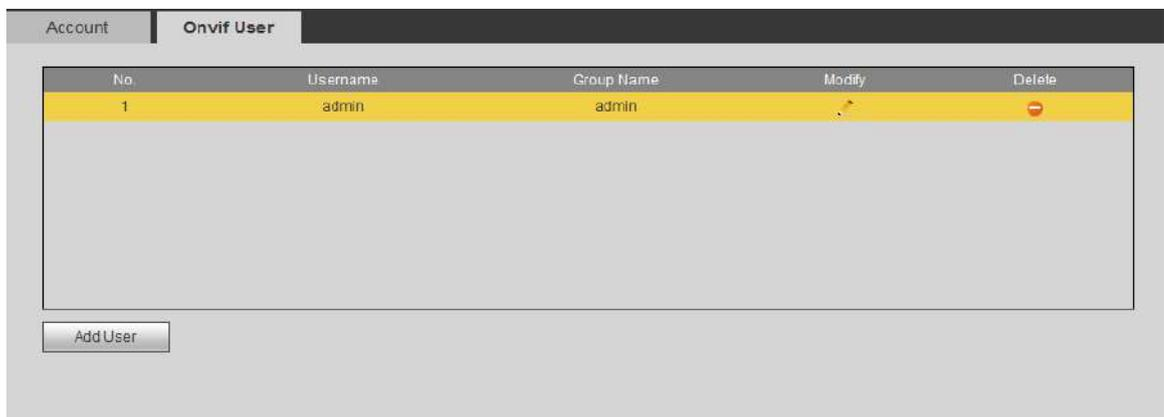 Account Onvif User
No. Username Group Name Modify Delete
1 admin admin
Add User